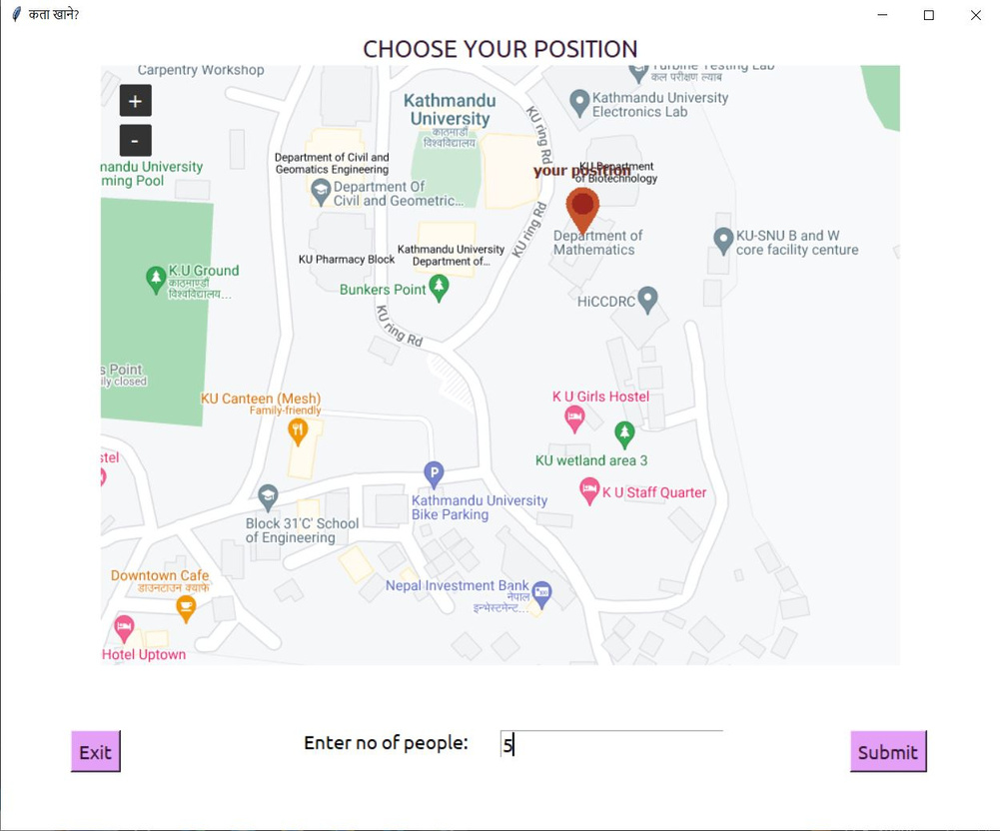 कता खाने?
CHOOSE YOUR POSITION
Carpentry Workshop
Turbine Testing Lab
कल परीक्षण ल्याब
+
-
Kathmandu
University
काठमाडौं
विश्वविद्यालय
Kathmandu University
Electronics Lab
KU ring Rd
mandu University
ming Pool
Department of Civil and
Geomatics Engineering
Department Of
Civil and Geometric...
KU Department
of Biotechnology
your position
KU ring Rd
Department of
Mathematics
KU-SNU B and W
core facility centure
KU Pharmacy Block
Kathmandu University
Department of...
K.U Ground
काठमाण्डौं
विश्वविद्यालय...
Bunkers Point
HiCCDRC
KU ring Rd
s Point
ily closed
KU Canteen (Mesh)
Family-friendly
K U Girls Hostel
stel
KU wetland area 3
P
Kathmandu University
Bike Parking
K U Staff Quarter
Block 31'C' School
of Engineering
Downtown Cafe
डाउनटाउन क्याफे
Nepal Investment Bank
नेपाल
इन्भेस्टमेन्ट...
Hotel Uptown
Exit
Enter no of people:
5
Submit